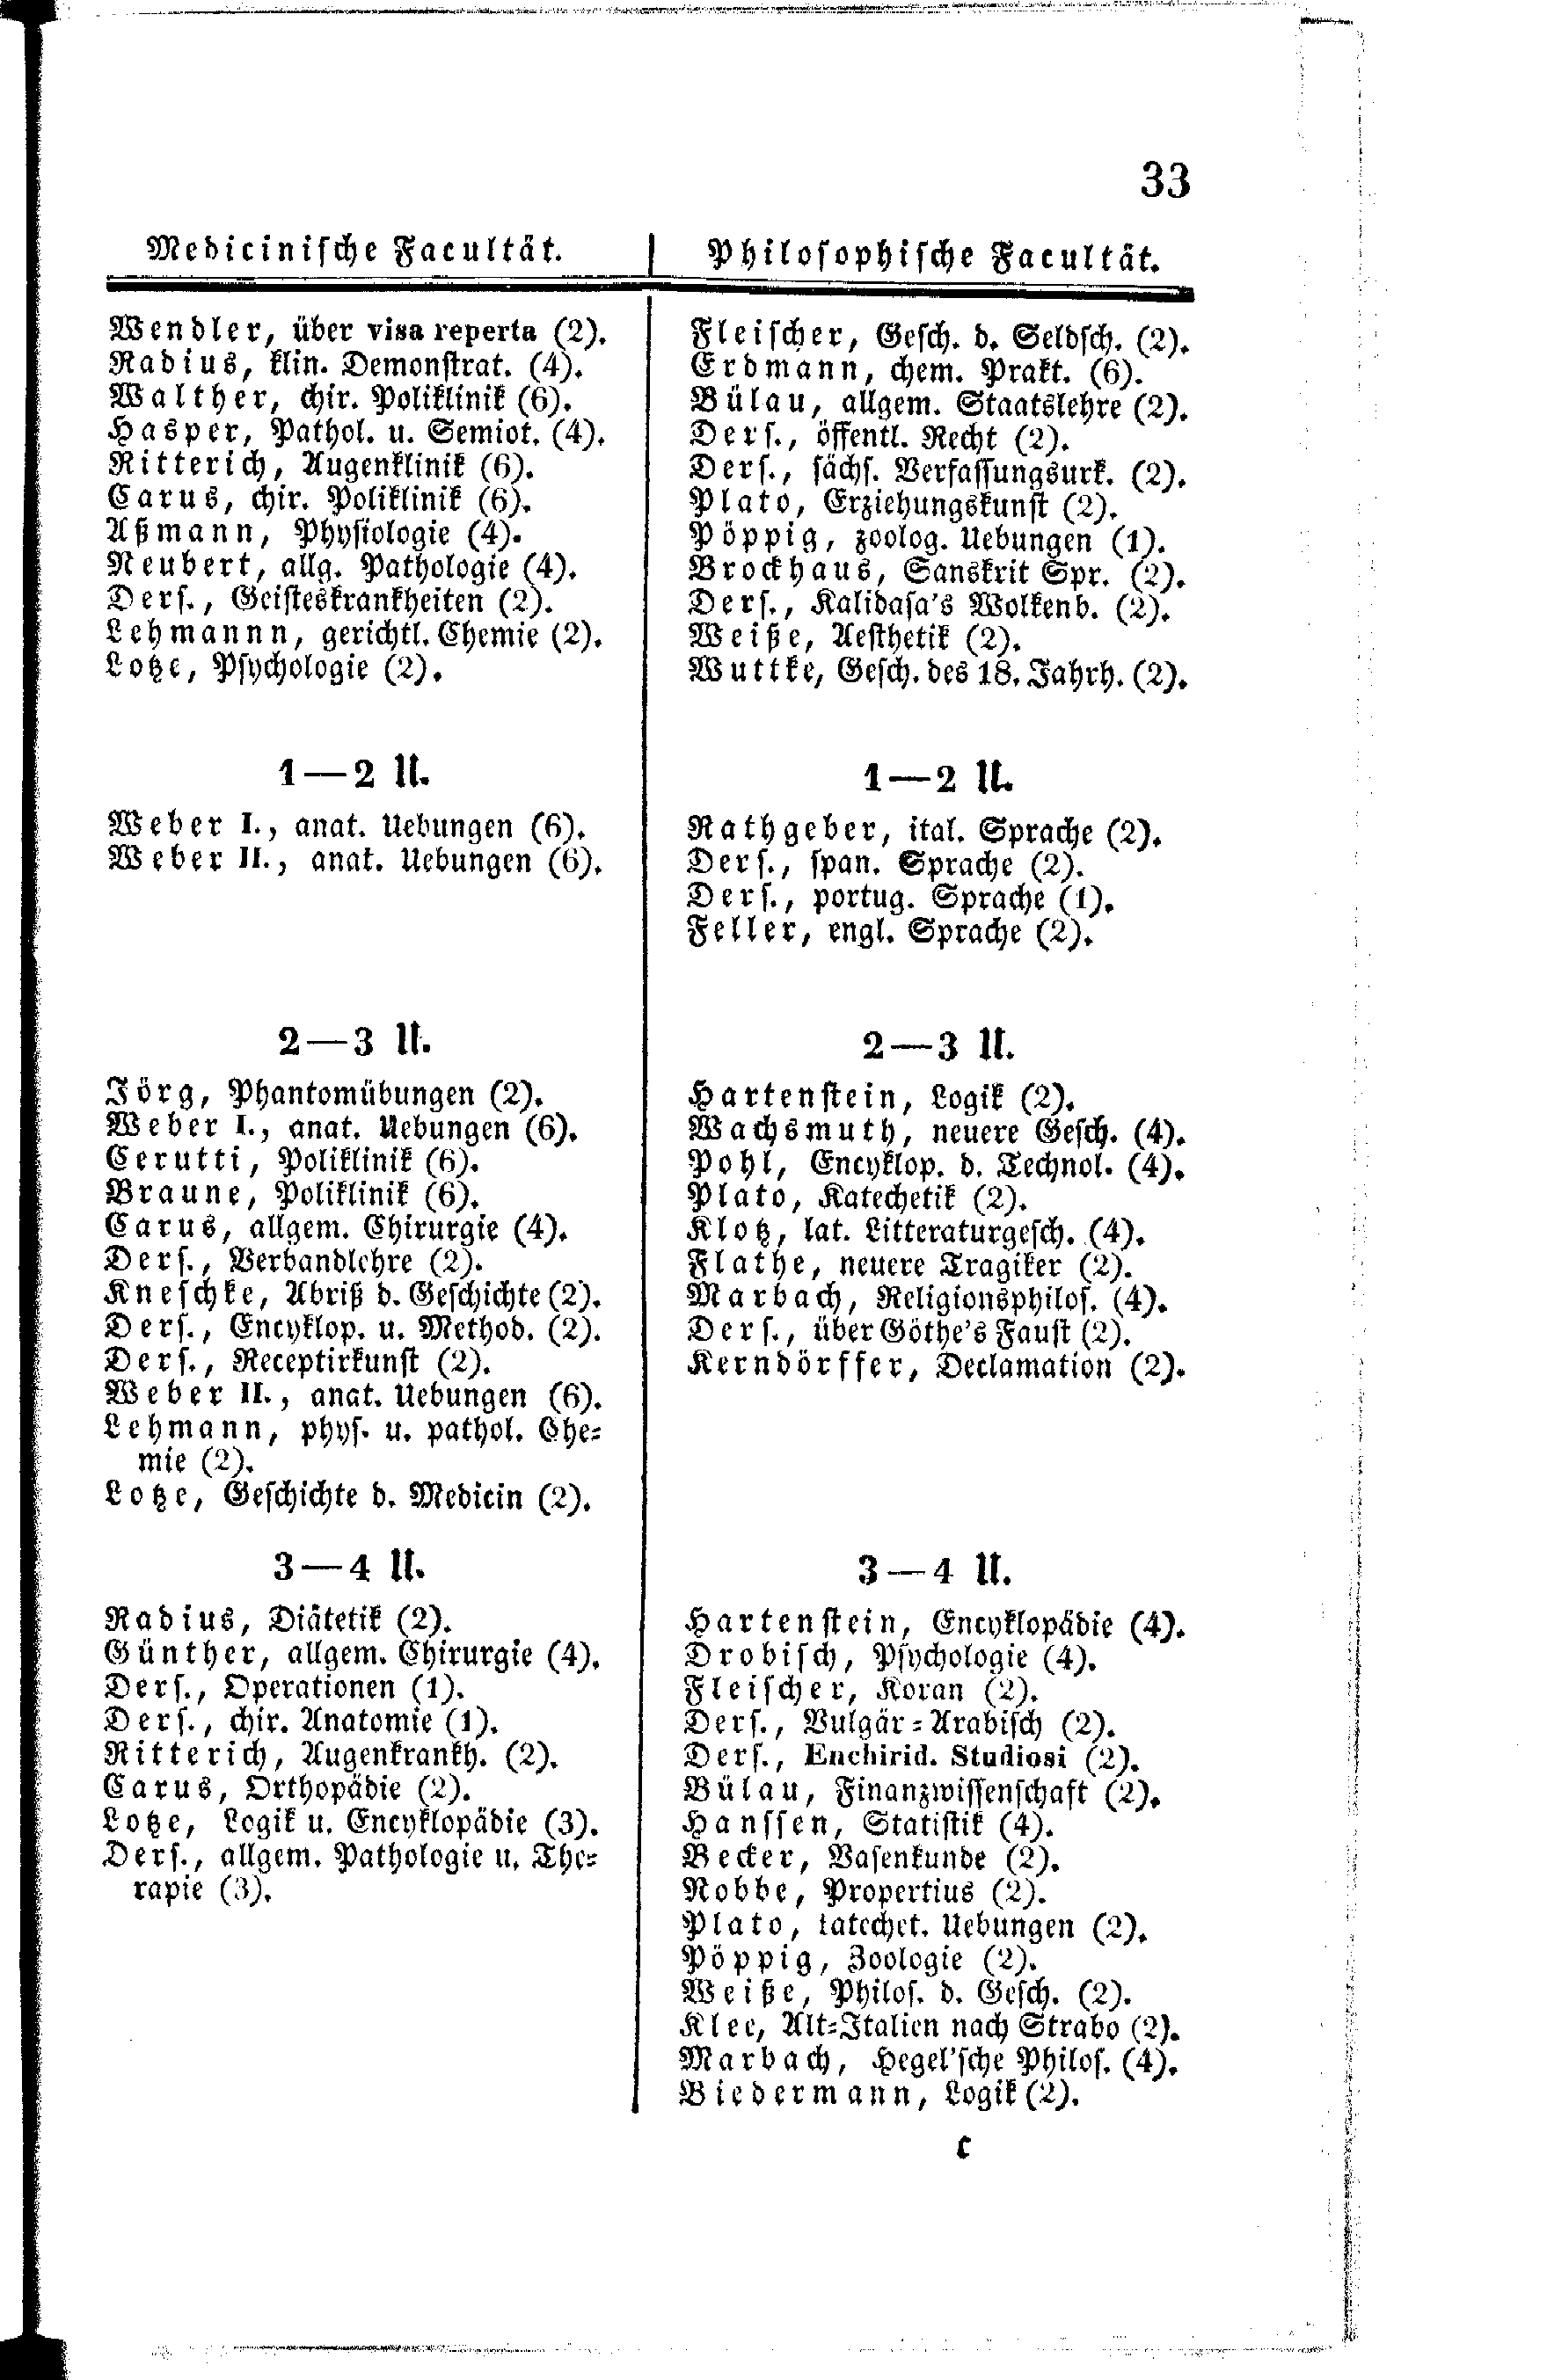 33
Medicinische Facultät.
Wendler, über visa reperta (2).
Radius, klin. Demonstrat. (4).
Walther, chir. Poliklinik (6).
Hasper, Pathol. u. Semiot. (4).
Ritterich, Augenklinik (6).
Carus, chir. Poliklinik (6).
Aßmann, Physiologie (4).
Neubert, allg. Pathologie (4).
Ders., Geisteskrankheiten (2).
Lehmannn, gerichtl. Chemie (2).
Lotze, Psychologie (2).
1—2 U.
Weber I., anat. Uebungen (6).
Weber II., anat. Uebungen (6).
2—3 U.
Jörg, Phantomübungen (2).
Weber I., anat. Uebungen (6).
Cerutti, Poliklinik (6).
Braune, Poliklinik (6).
Carus, allgem. Chirurgie (4).
Ders., Verbandlehre (2).
Kneschke, Abriß d. Geschichte (2).
Ders., Encyklop. u. Method. (2).
Ders., Receptirkunst (2).
Weber II., anat. Uebungen (6).
Lehmann, phys. u. pathol. Che-
mie (2).
Lotze, Geschichte d. Medicin (2).
3—4 U.
Radius, Diätetik (2).
Günther, allgem. Chirurgie (4).
Ders., Operationen (1).
Ders., chir. Anatomie (1).
Ritterich, Augenkrankh. (2).
Carus, Orthopädie (2).
Lotze, Logik u. Encyklopädie (3).
Ders., allgem. Pathologie u. The-
rapie (3).
Philosophische Facultät.
Fleischer, Gesch. d. Seldsch. (2).
Erdmann, chem. Prakt. (6).
Bülau, allgem. Staatslehre (2).
Ders., öffentl. Recht (2).
Ders., sächs. Verfassungsurk. (2).
Plato, Erziehungskunst (2).
Pöppig, zoolog. Uebungen (1).
Brockhaus, Sanskrit Spr. (2).
Ders., Kalidasa's Wolkenb. (2).
Weiße, Aesthetik (2).
Wuttke, Gesch. des 18. Jahrh. (2).
1—2 U.
Rathgeber, ital. Sprache (2).
Ders., span. Sprache (2).
Ders., portug. Sprache (1).
Feller, engl. Sprache (2).
2—3 U.
Hartenstein, Logik (2).
Wachsmuth, neuere Gesch. (4).
Pohl, Encyklop. d. Technol. (4).
Plato, Katechetik (2).
Klotz, lat. Litteraturgesch. (4).
Flathe, neuere Tragiker (2).
Marbach, Religionsphilos. (4).
Ders., über Göthe's Faust (2).
Kerndörffer, Declamation (2).
3—4 U.
Hartenstein, Encyklopädie (4).
Drobisch, Psychologie (4).
Fleischer, Koran (2).
Ders., Vulgär-Arabisch (2).
Ders., Enchirid. Studiosi (2).
Bülau, Finanzwissenschaft (2).
Hanssen, Statistik (4).
Becker, Vasenkunde (2).
Nobbe, Propertius (2).
Plato, katechet. Uebungen (2).
Pöppig, Zoologie (2).
Weiße, Philos. d. Gesch. (2).
Klee, Alt-Italien nach Strabo (2).
Marbach, Hegel'sche Philos. (4).
Biedermann, Logik (2).
C